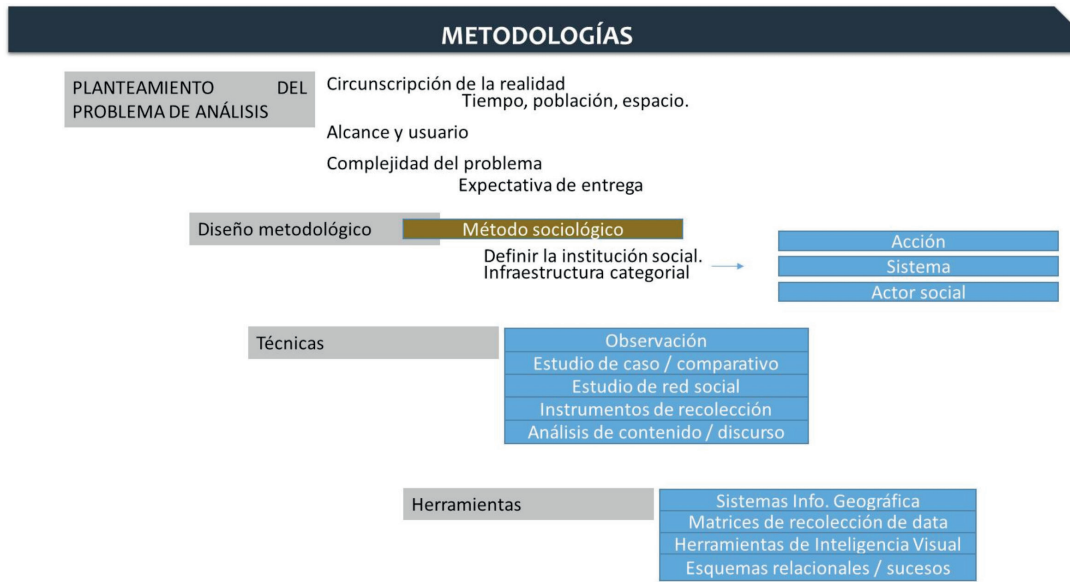 METODOLOGÍAS
PLANTEAMIENTO DEL
PROBLEMA DE ANÁLISIS
Circunscripción de la realidad
Tiempo, población, espacio.
Alcance y usuario
Complejidad del problema
Expectativa de entrega
Diseño metodológico
Método sociológico
Definir la institución social.
Infraestructura categorial
Acción
Sistema
Actor social
Técnicas
Observación
Estudio de caso / comparativo
Estudio de red social
Instrumentos de recolección
Análisis de contenido / discurso
Herramientas
Sistemas Info. Geográfica
Matrices de recolección de data
Herramientas de Inteligencia Visual
Esquemas relacionales / sucesos